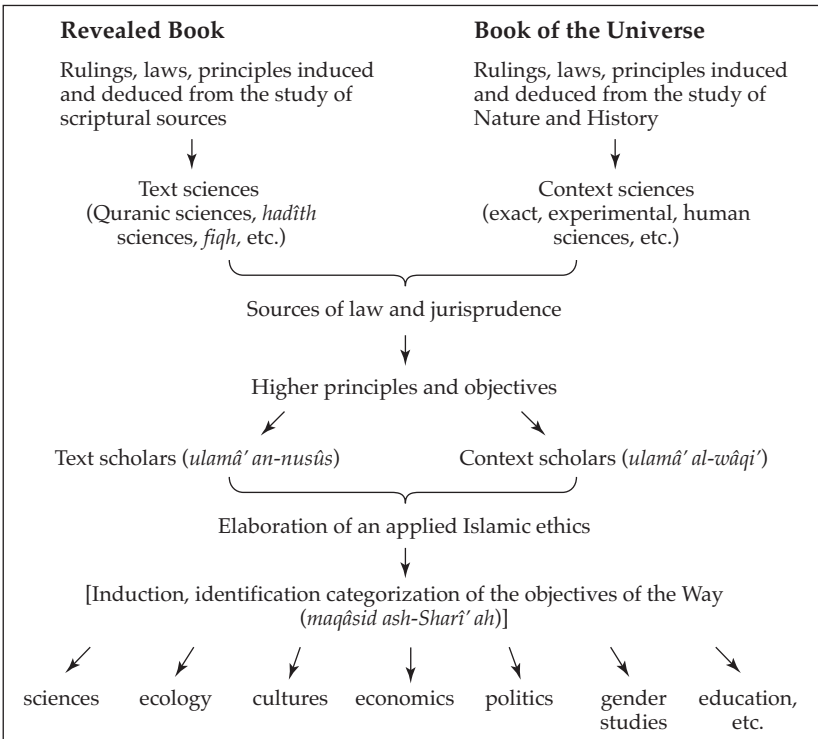 Revealed Book
Rulings, laws, principles induced
and deduced from the study of
scriptural sources
Book of the Universe
Rulings, laws, principles induced
and deduced from the study of
Nature and History
Text sciences
(Quranic sciences, hadîth
sciences, fiqh, etc.)
Context sciences
(exact, experimental, human
sciences, etc.)
Sources of law and jurisprudence
Higher principles and objectives
Text scholars (ulamâ’ an-nusûs)
Context scholars (ulamâ’ al-wâqi’)
Elaboration of an applied Islamic ethics
[Induction, identification categorization of the objectives of the Way
(maqâsid ash-Sharî’ ah)]
sciences
ecology
cultures
economics
politics
gender
studies
education,
etc.